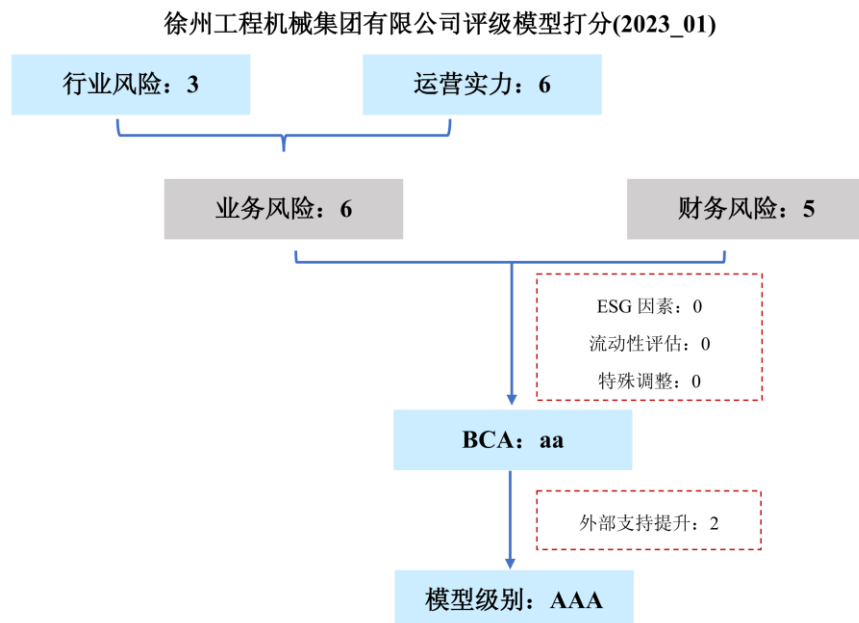 徐州工程机械集团有限公司评级模型打分(2023_01)
行业风险：3
运营实力：6
业务风险：6
财务风险：5
ESG 因素：0
流动性评估：0
特殊调整：0
BCA：aa
外部支持提升：2
模型级别：AAA